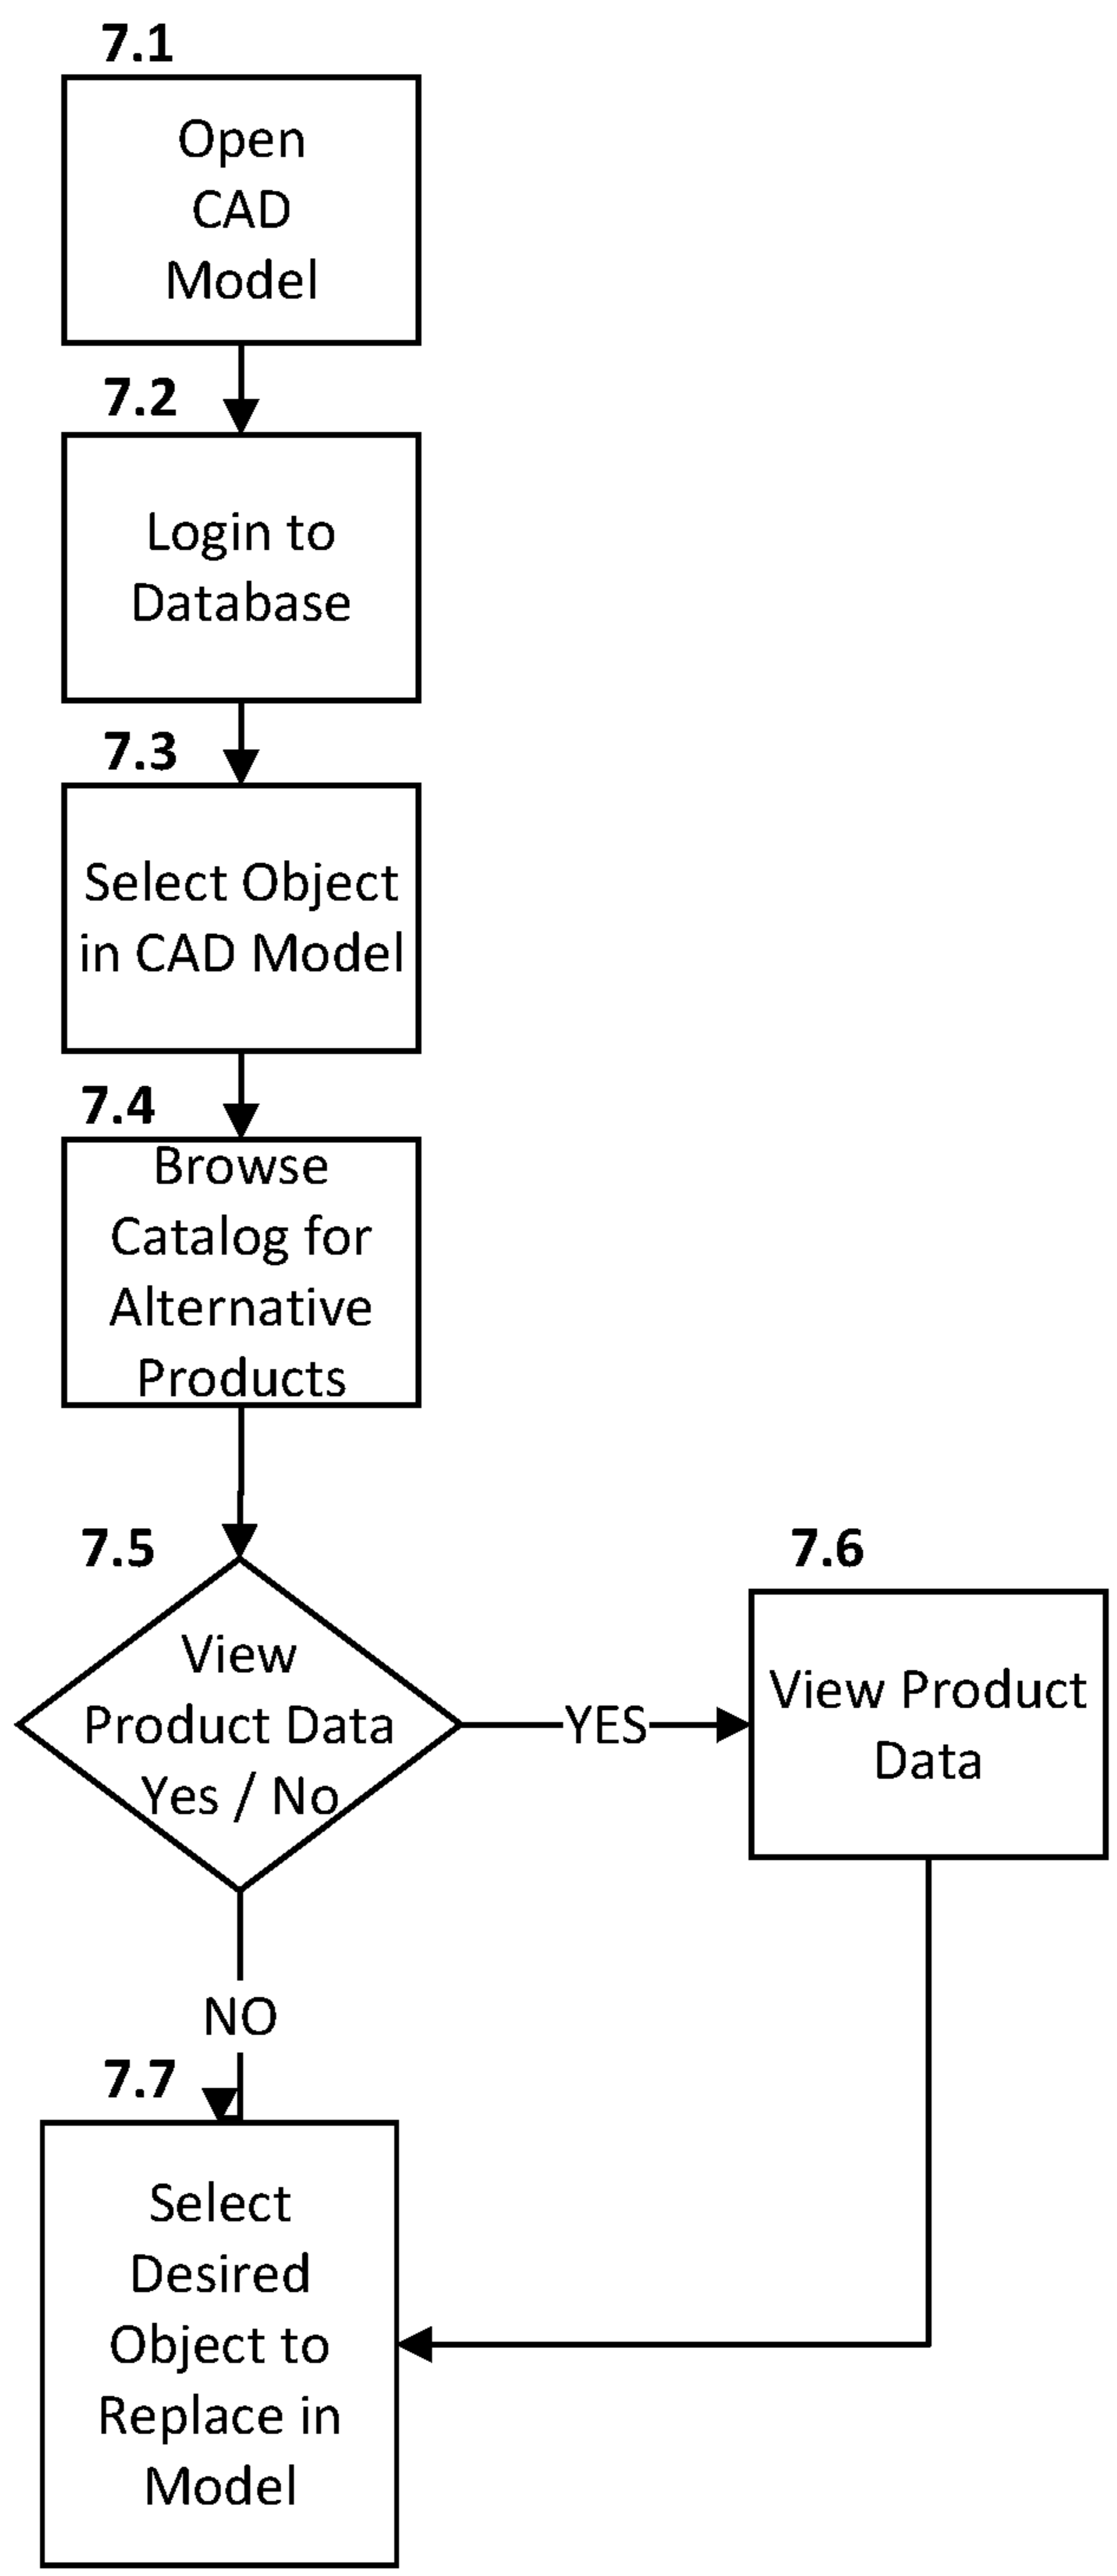 7.1
Open
CAD
Model
7.2
Login to
Database
7.3
Select Object
in CAD Model
7.4
Browse
Catalog for
Alternative
Products
7.5
View
Product Data
Yes / No
YES
7.6
View Product
Data
NO
7.7
Select
Desired
Object to
Replace in
Model